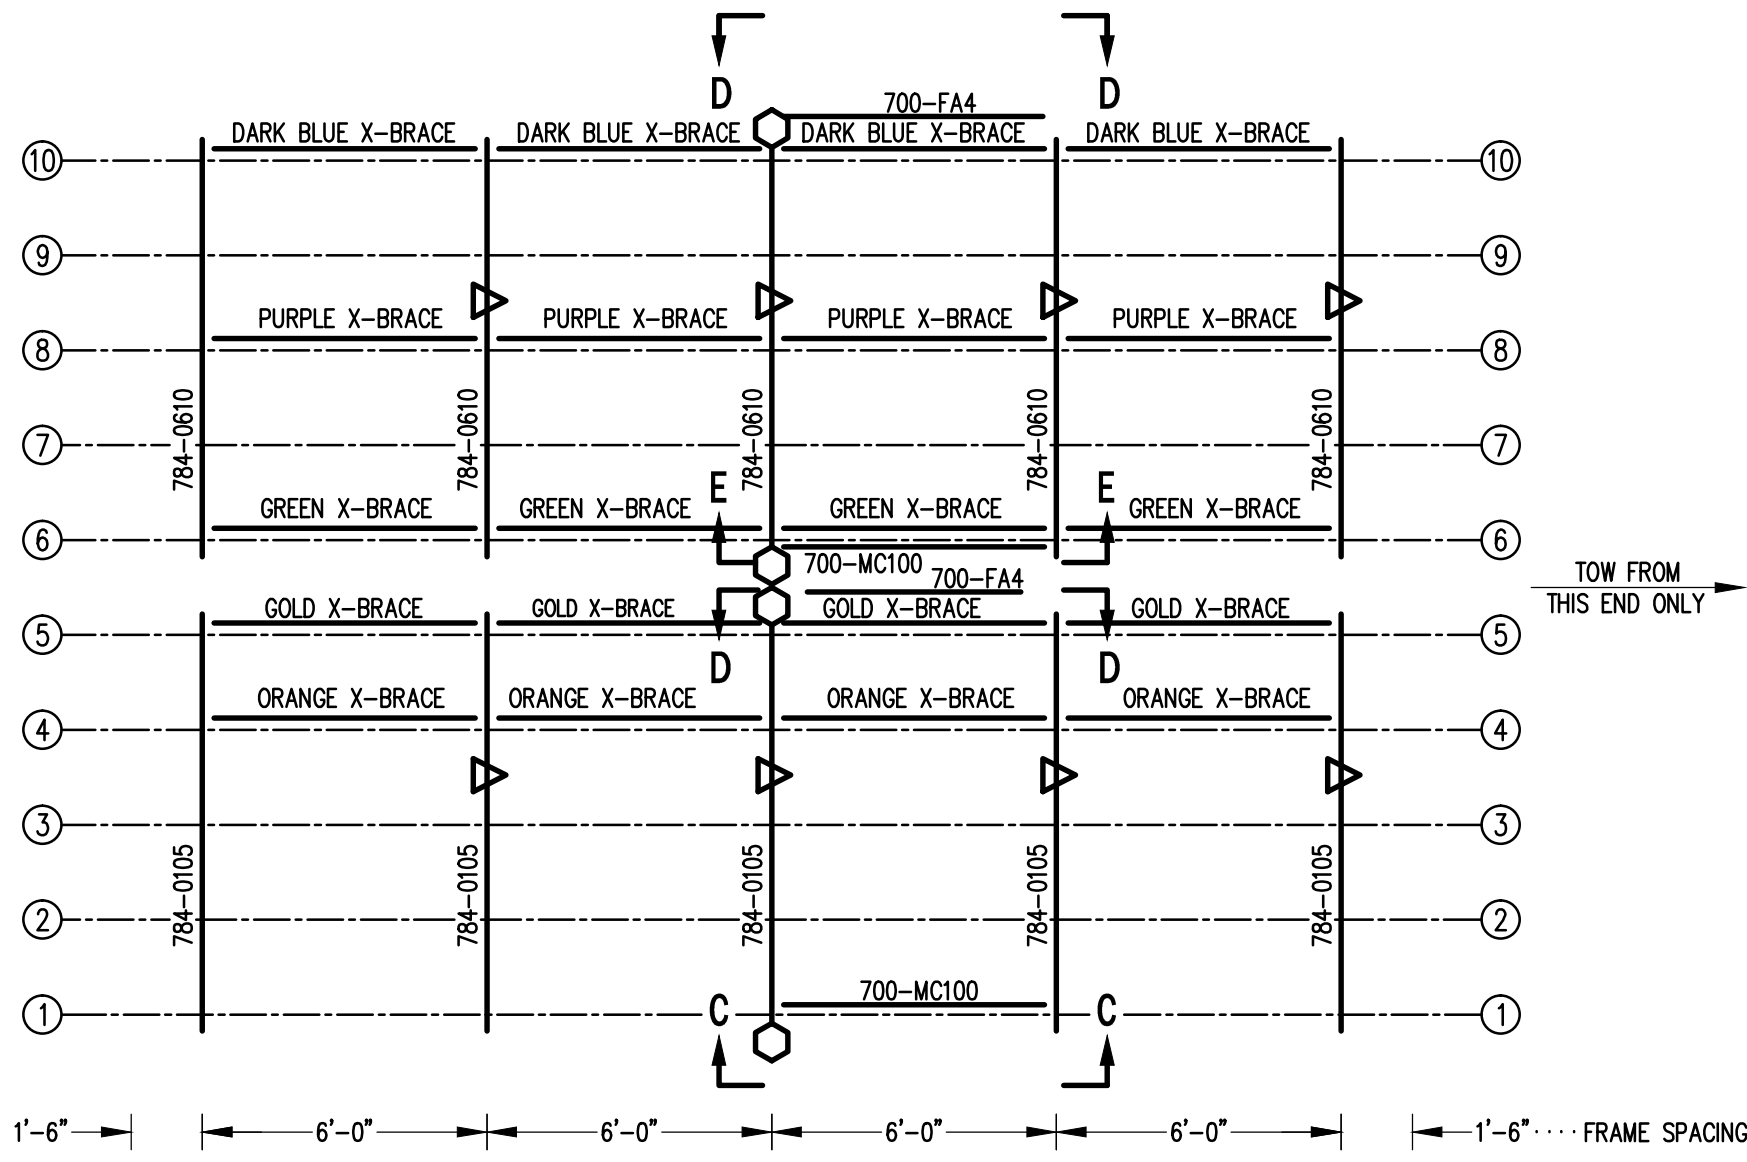 D D
700-FA4
DARK BLUE X-BRACE DARK BLUE X-BRACE DARK BLUE X-BRACE DARK BLUE X-BRACE
10 10
9 9
PURPLE X-BRACE PURPLE X-BRACE PURPLE X-BRACE PURPLE X-BRACE
8 8
784-0610 784-0610 784-0610 784-0610 784-0610
7 7
E E
GREEN X-BRACE GREEN X-BRACE GREEN X-BRACE GREEN X-BRACE
6 6
700-MC100
700-FA4
TOW FROM
THIS END ONLY
GOLD X-BRACE GOLD X-BRACE GOLD X-BRACE GOLD X-BRACE
5 5
D D
ORANGE X-BRACE ORANGE X-BRACE ORANGE X-BRACE ORANGE X-BRACE
4 4
3 3
784-0105 784-0105 784-0105 784-0105 784-0105
2 2
700-MC100
C C
1 1
1'-6" 6'-0" 6'-0" 6'-0" 6'-0" 1'-6" ···· FRAME SPACING